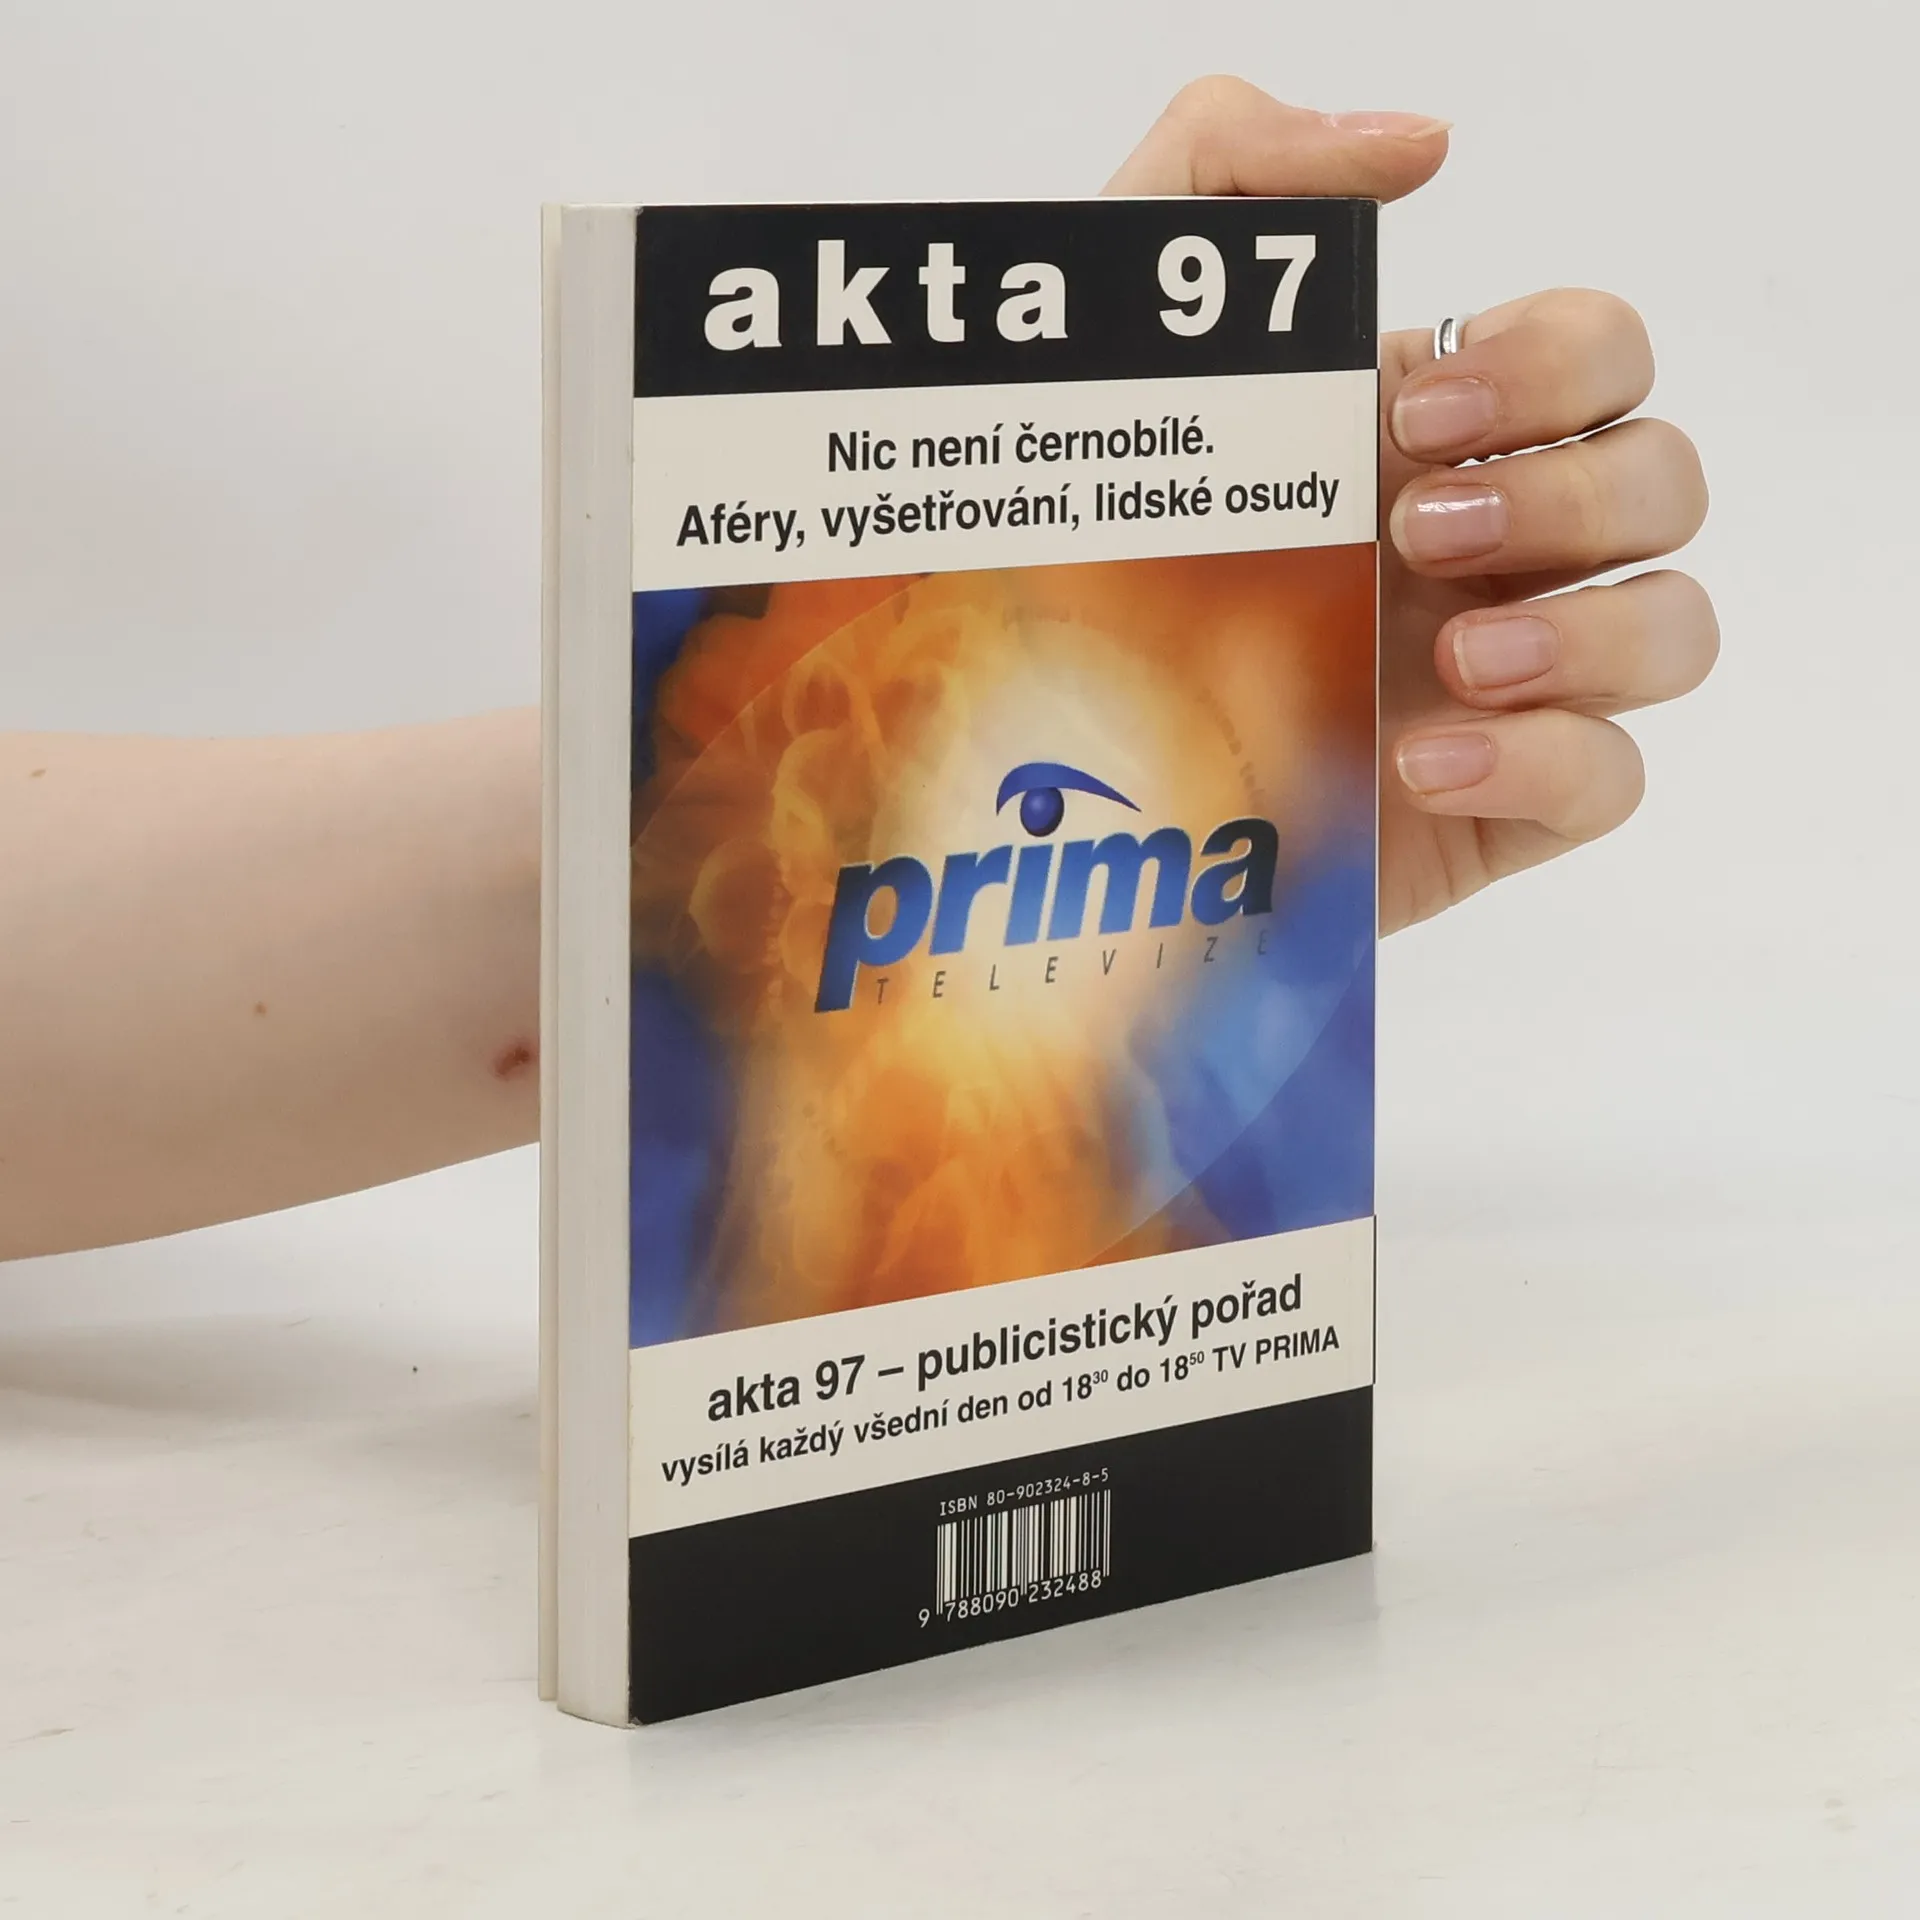 akta 97
Nic není černobílé.
Aféry, vyšetřování, lidské osudy
prima
TELEVIZE
akta 97 – publicistický pořad
vysílá každý všední den od 18³⁰ do 18⁵⁰ TV PRIMA
ISBN 80-902324-8-5
9 788090 232488